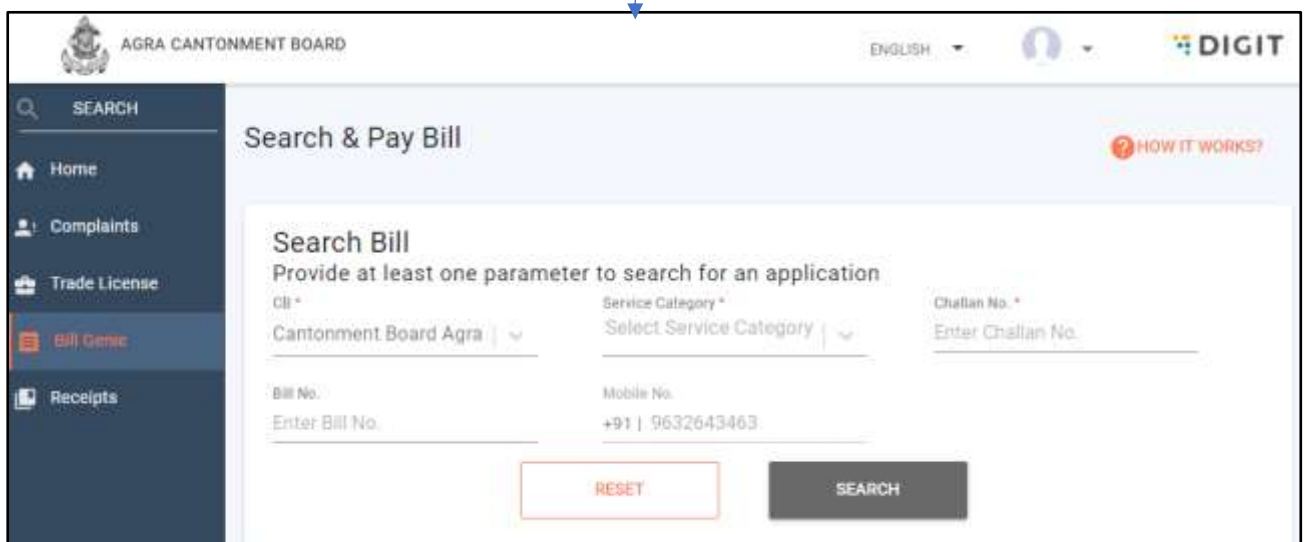 AGRA CANTONMENT BOARD
ENGLISH
DIGIT
SEARCH
Home
Complaints
Trade License
Bill Genie
Receipts
Search & Pay Bill
? HOW IT WORKS?
Search Bill
Provide at least one parameter to search for an application
CB * Service Category * Challan No. *
Cantonment Board Agra Select Service Category Enter Challan No.
Bill No. Mobile No.
Enter Bill No. +91 | 9632643463
RESET SEARCH